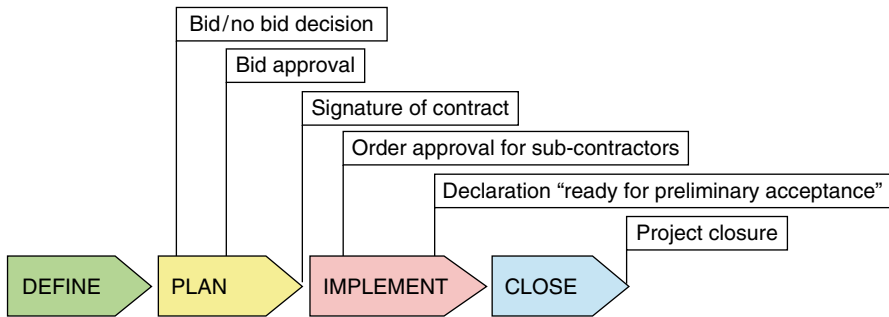 Bid/no bid decision
Bid approval
Signature of contract
Order approval for sub-contractors
Declaration “ready for preliminary acceptance”
Project closure
DEFINE
PLAN
IMPLEMENT
CLOSE